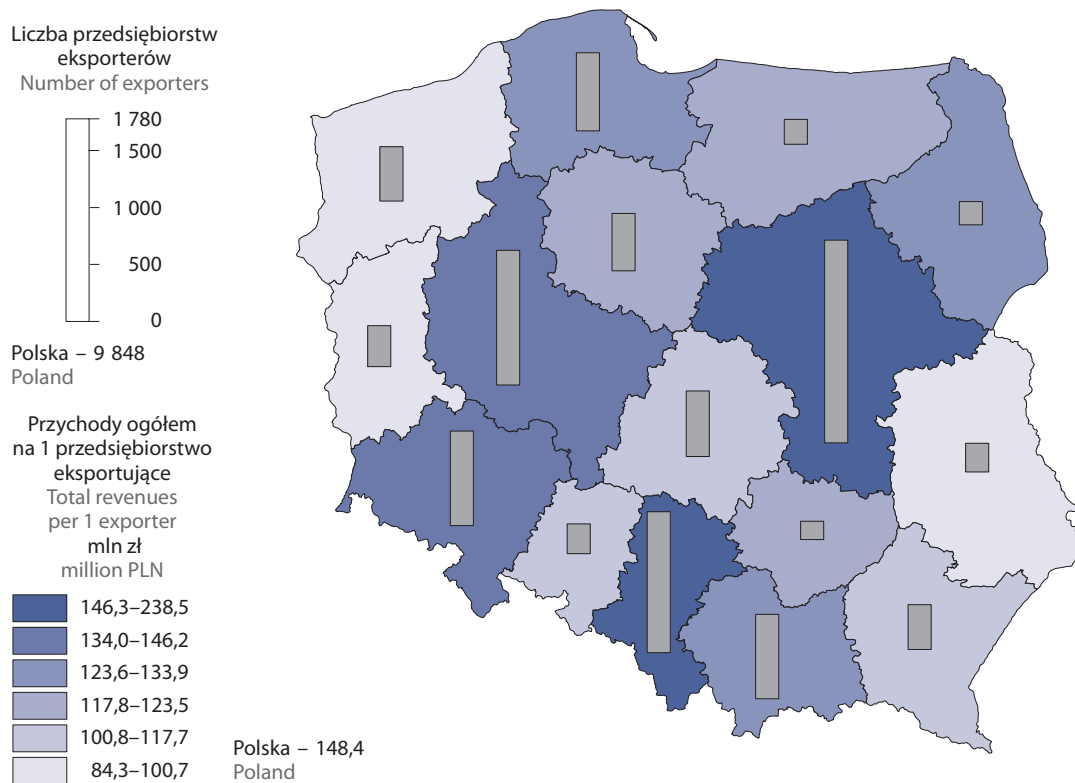 Liczba przedsiębiorstw
eksporterów
Number of exporters
1 780
1 500
1 000
500
0
Polska – 9 848
Poland
Przychody ogółem
na 1 przedsiębiorstwo
eksportujące
Total revenues
per 1 exporter
mln zł
million PLN
146,3–238,5
134,0–146,2
123,6–133,9
117,8–123,5
100,8–117,7
84,3–100,7
Polska – 148,4
Poland